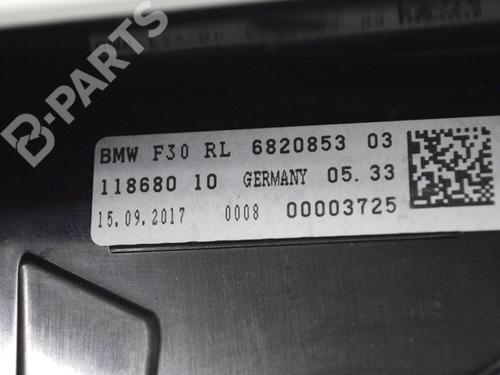 B-PARTS
BMW F30 RL 6820853 03
118680 10 GERMANY 05.33
15.09.2017 0008 00003725